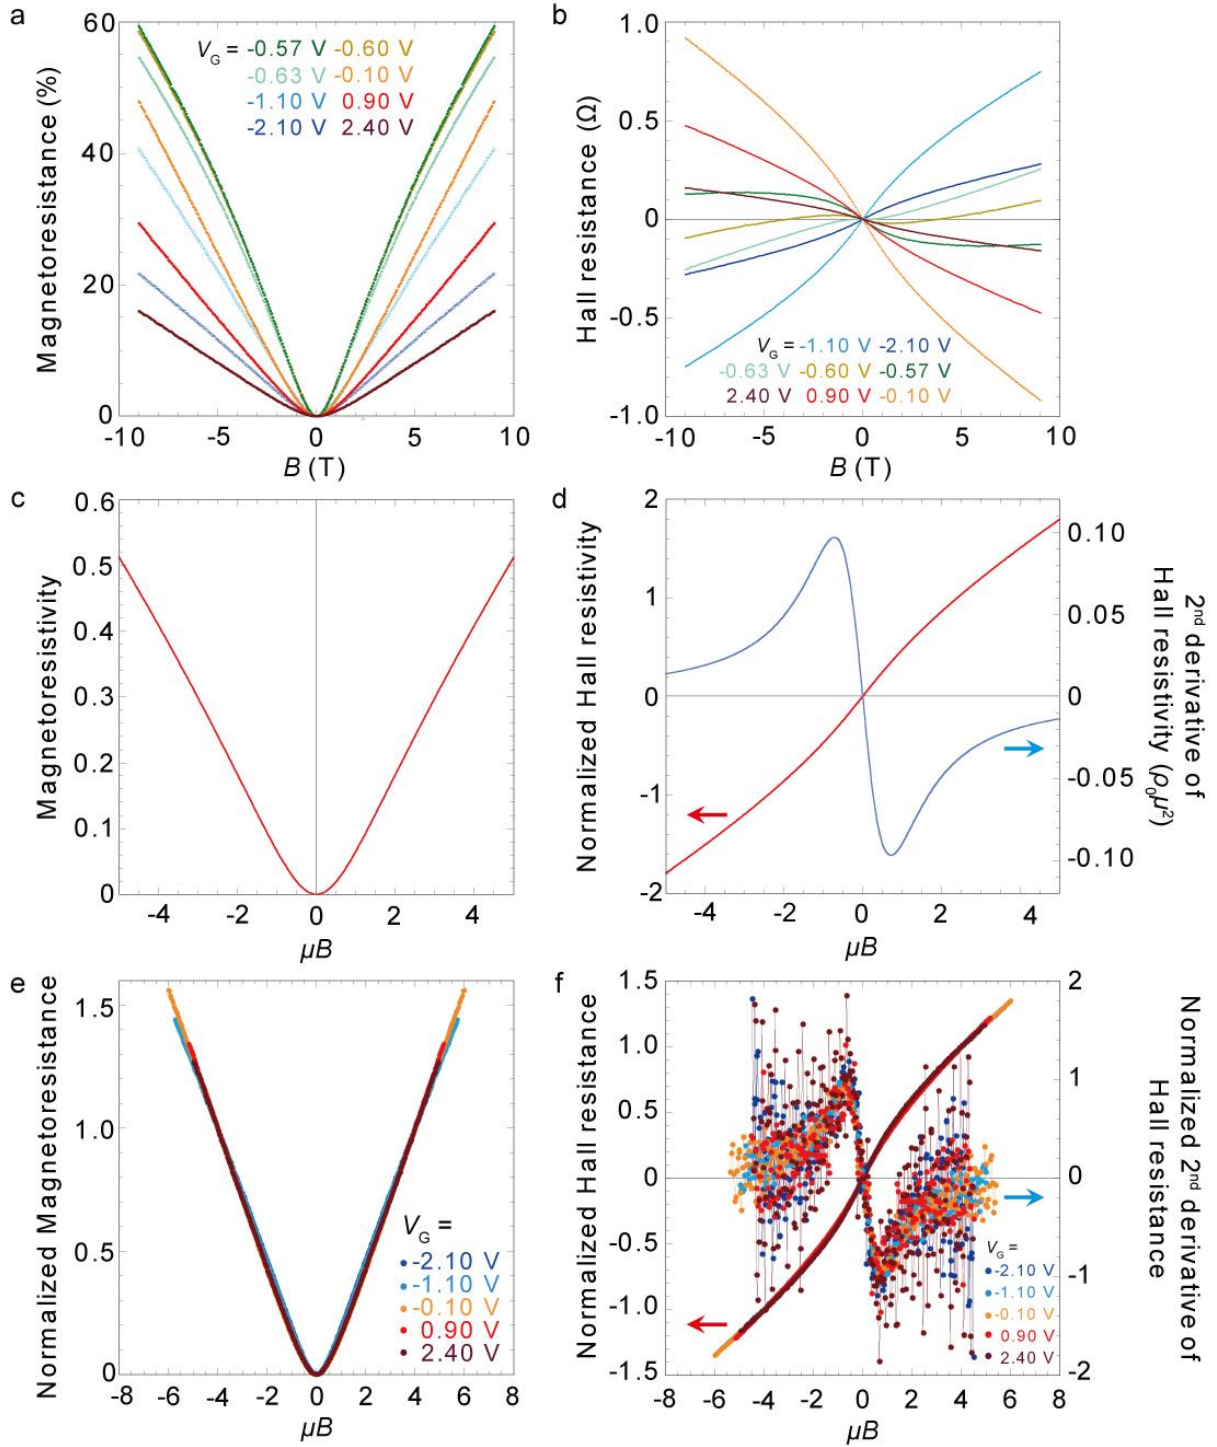 a
Magnetoresistance (%)
60
40
20
0
V_G = -0.57 V -0.60 V
-0.63 V -0.10 V
-1.10 V 0.90 V
-2.10 V 2.40 V
-10 -5 0 5 10
B (T)
b
Hall resistance (Ω)
1.0
0.5
0
-0.5
-1.0
V_G = -1.10 V -2.10 V
-0.63 V -0.60 V -0.57 V
2.40 V 0.90 V -0.10 V
-10 -5 0 5 10
B (T)
c
Magnetoresistivity
0.6
0.5
0.4
0.3
0.2
0.1
0
-4 -2 0 2 4
μB
d
Normalized Hall resistivity
2
1
0
-1
-2
0.10
0.05
0
-0.05
-0.10
2nd derivative of
Hall resistivity (ρ₀μ²)
-4 -2 0 2 4
μB
e
Normalized Magnetoresistance
1.5
1.0
0.5
0
V_G =
-2.10 V
-1.10 V
-0.10 V
0.90 V
2.40 V
-8 -6 -4 -2 0 2 4 6 8
μB
f
Normalized Hall resistance
1.5
1.0
0.5
0
-0.5
-1.0
-1.5
2
1
0
-1
-2
Normalized 2nd derivative of
Hall resistance
V_G =
-2.10 V
-1.10 V
-0.10 V
0.90 V
2.40 V
-8 -6 -4 -2 0 2 4 6 8
μB